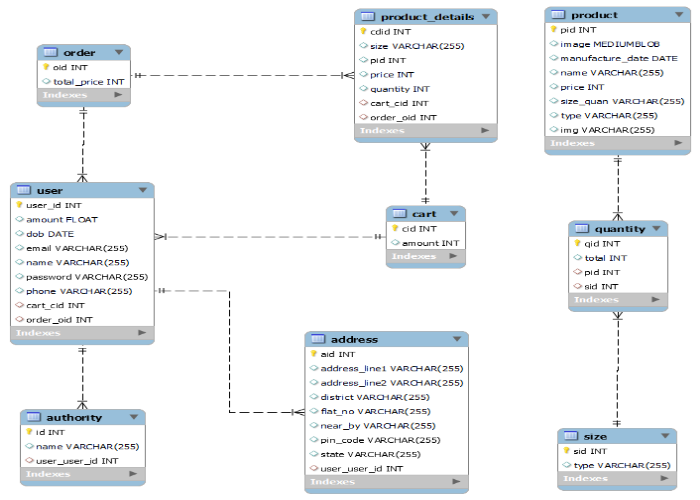 order
oid INT
total_price INT
Indexes
product_details
cdid INT
size VARCHAR(255)
pid INT
price INT
quantity INT
cart_cid INT
order_oid INT
Indexes
product
pid INT
image MEDIUMBLOB
manufacture_date DATE
name VARCHAR(255)
price INT
size_quan VARCHAR(255)
type VARCHAR(255)
img VARCHAR(255)
Indexes
user
user_id INT
amount FLOAT
dob DATE
email VARCHAR(255)
name VARCHAR(255)
password VARCHAR(255)
phone VARCHAR(255)
cart_cid INT
order_oid INT
Indexes
cart
cid INT
amount INT
Indexes
quantity
qid INT
total INT
pid INT
sid INT
Indexes
address
aid INT
address_line1 VARCHAR(255)
address_line2 VARCHAR(255)
district VARCHAR(255)
flat_no VARCHAR(255)
near_by VARCHAR(255)
pin_code VARCHAR(255)
state VARCHAR(255)
user_user_id INT
Indexes
authority
id INT
name VARCHAR(255)
user_user_id INT
Indexes
size
sid INT
type VARCHAR(255)
Indexes